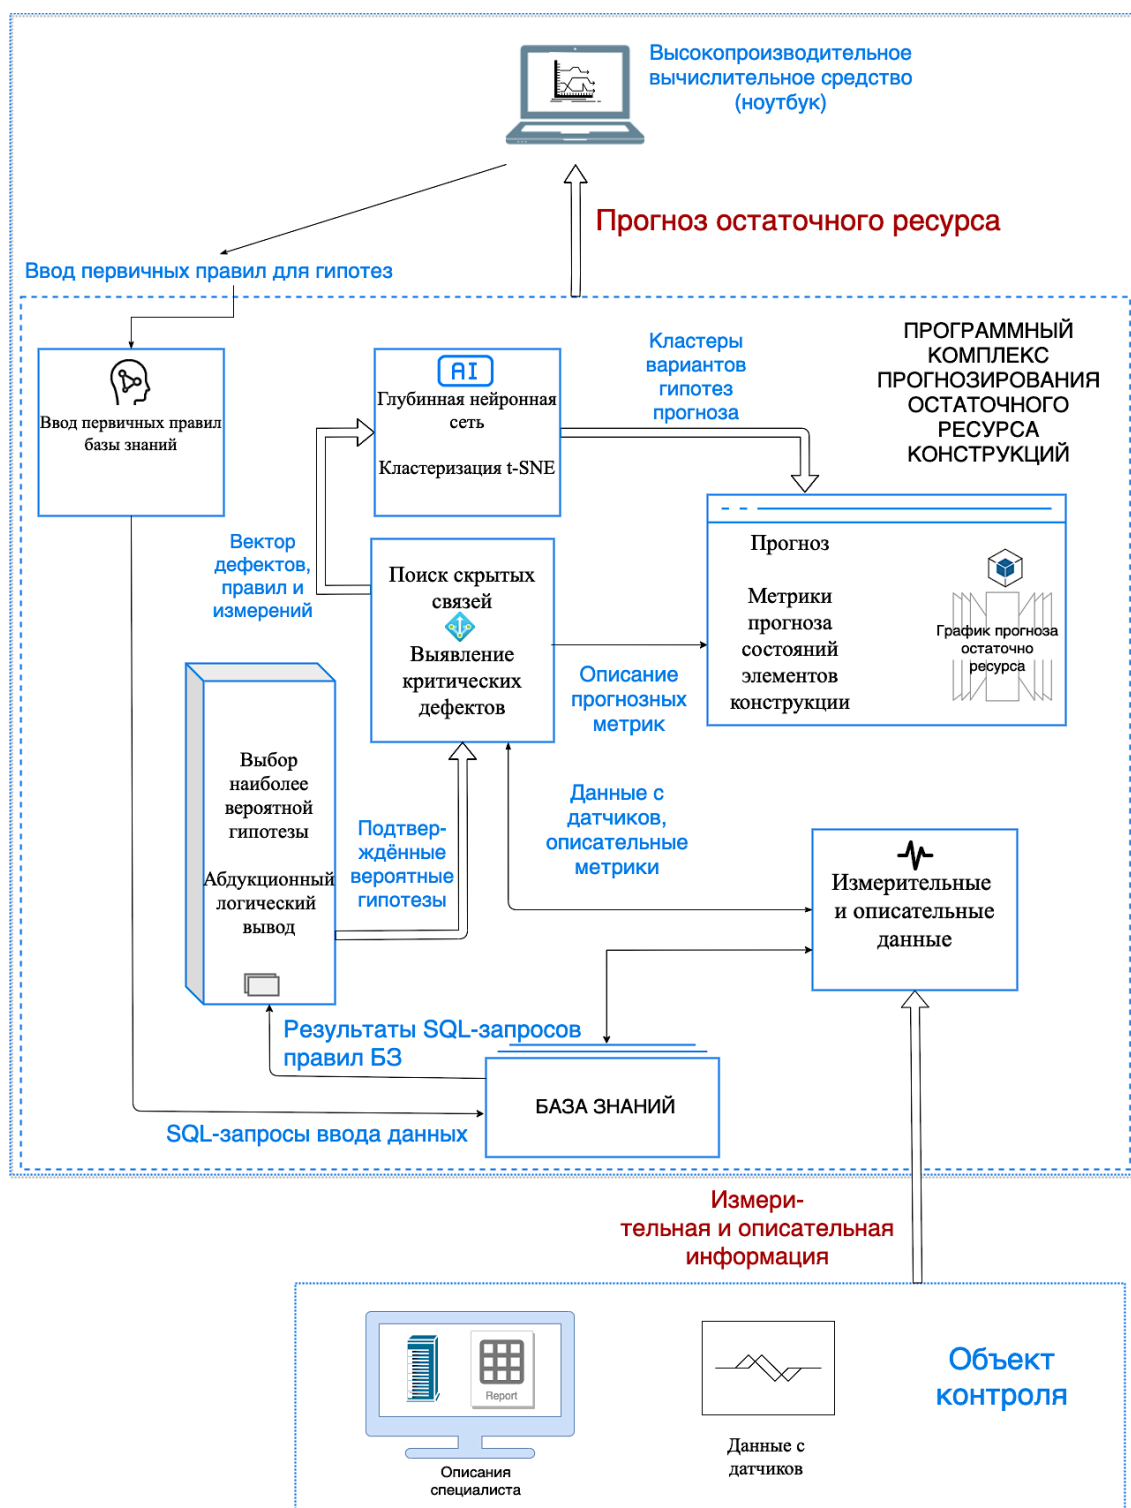 Высокопроизводительное
вычислительное средство
(ноутбук)
Прогноз остаточного ресурса
Ввод первичных правил для гипотез
ПРОГРАММНЫЙ
КОМПЛЕКС
ПРОГНОЗИРОВАНИЯ
ОСТАТОЧНОГО
РЕСУРСА
КОНСТРУКЦИЙ
Ввод первичных правил
базы знаний
AI
Глубинная нейронная
сеть
Кластеризация t-SNE
Кластеры
вариантов
гипотез
прогноза
Вектор
дефектов,
правил и
измерений
Поиск скрытых
связей
Выявление
критических
дефектов
Прогноз
Метрики
прогноза
состояний
элементов
конструкции
График прогноза
остаточно
ресурса
Описание
прогнозных
метрик
Выбор
наиболее
вероятной
гипотезы
Абдукционный
логический
вывод
Подтвер-
ждённые
вероятные
гипотезы
Данные с
датчиков,
описательные
метрики
Измерительные
и описательные
данные
Результаты SQL-запросов
правил БЗ
БАЗА ЗНАНИЙ
SQL-запросы ввода данных
Измери-
тельная и описательная
информация
Report
Описания
специалиста
Данные с
датчиков
Объект
контроля